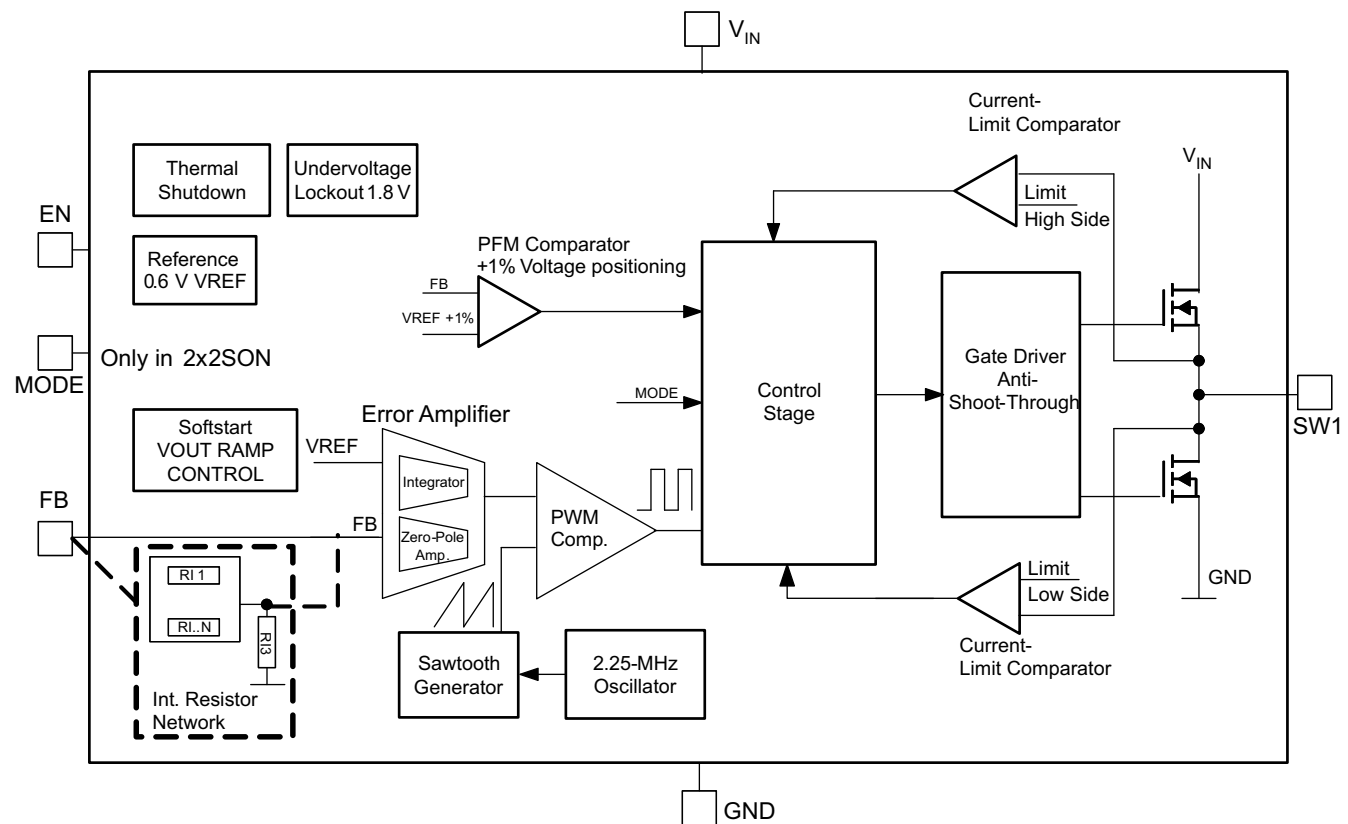 VIN
Current-
Limit Comparator
VIN
Thermal
Shutdown
Undervoltage
Lockout 1.8 V
Limit
High Side
EN
Reference
0.6 V VREF
PFM Comparator
+1% Voltage positioning
FB
VREF +1%
Only in 2x2SON
MODE
MODE
Control
Stage
Gate Driver
Anti-
Shoot-Through
SW1
Softstart
VOUT RAMP
CONTROL
Error Amplifier
VREF
Integrator
FB
FB
Zero-Pole
Amp.
PWM
Comp.
RI 1
RI..N
RI3
Int. Resistor
Network
Sawtooth
Generator
2.25-MHz
Oscillator
Limit
Low Side
Current-
Limit Comparator
GND
GND